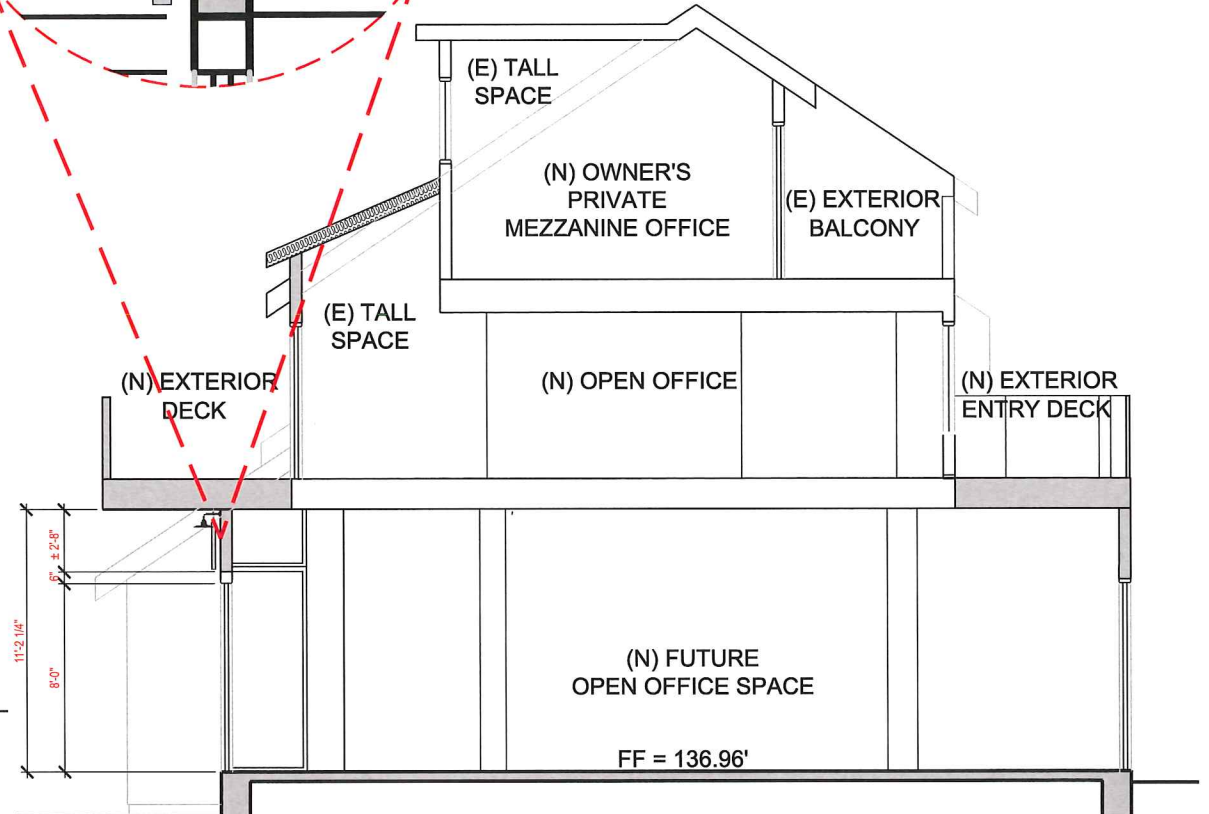 (E) TALL
SPACE
(N) OWNER'S
PRIVATE
MEZZANINE OFFICE
(E) EXTERIOR
BALCONY
(E) TALL
SPACE
(N) EXTERIOR
DECK
(N) OPEN OFFICE
(N) EXTERIOR
ENTRY DECK
± 2'-8"
6"
11'-2 1/4"
8'-0"
(N) FUTURE
OPEN OFFICE SPACE
FF = 136.96'